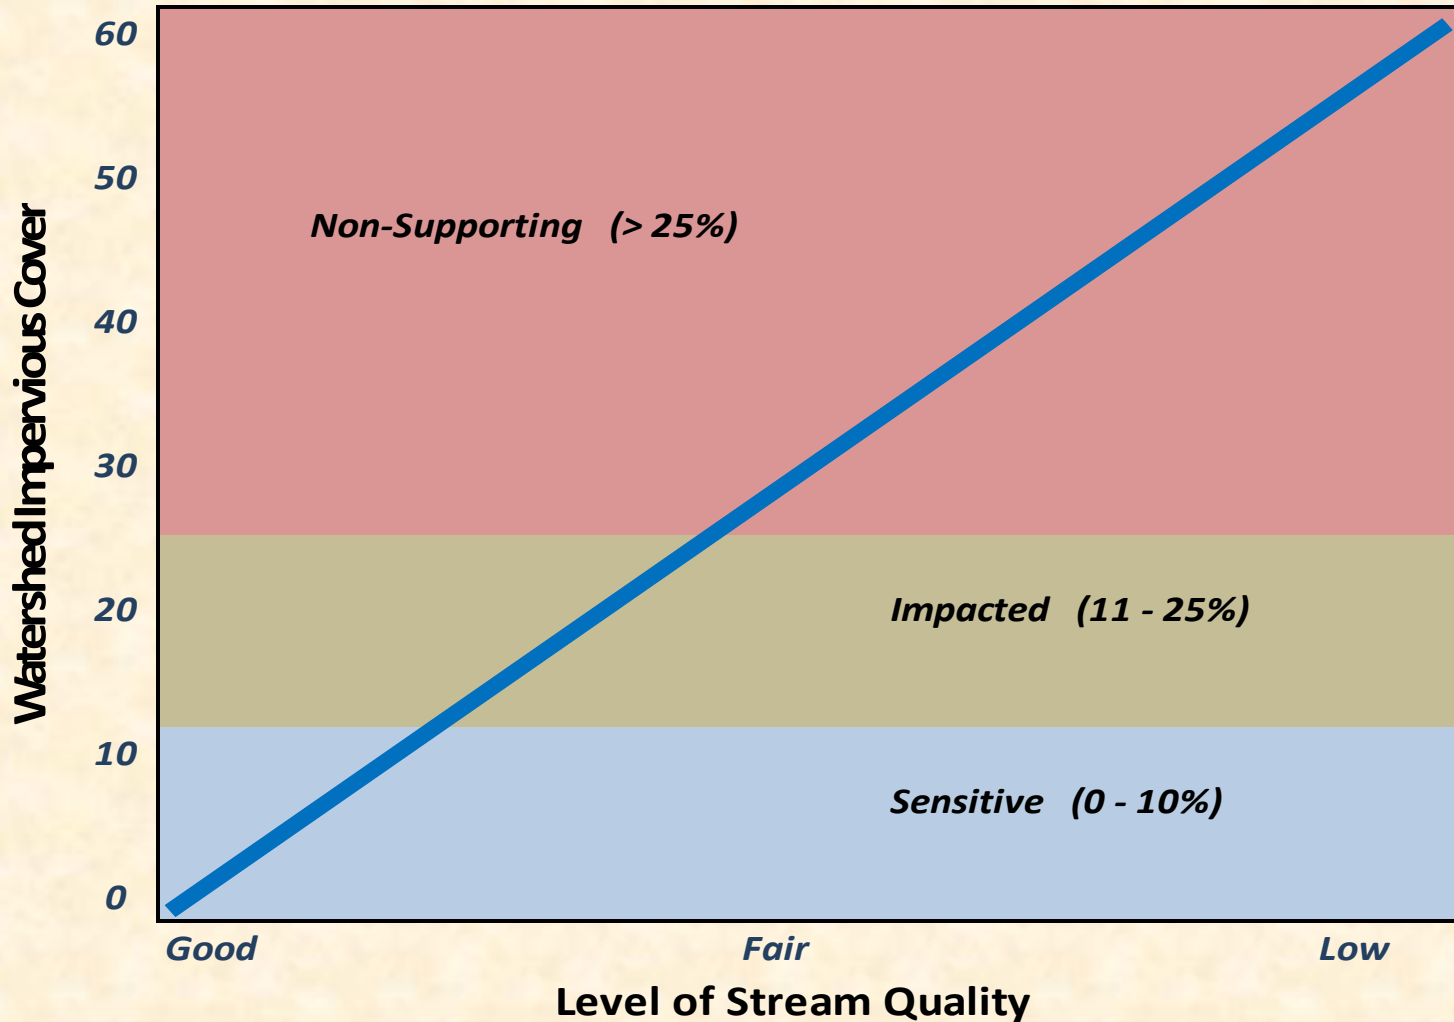 Watershed Impervious Cover
60
50
40
30
20
10
0
Non-Supporting (> 25%)
Impacted (11 - 25%)
Sensitive (0 - 10%)
Good Fair Low
Level of Stream Quality